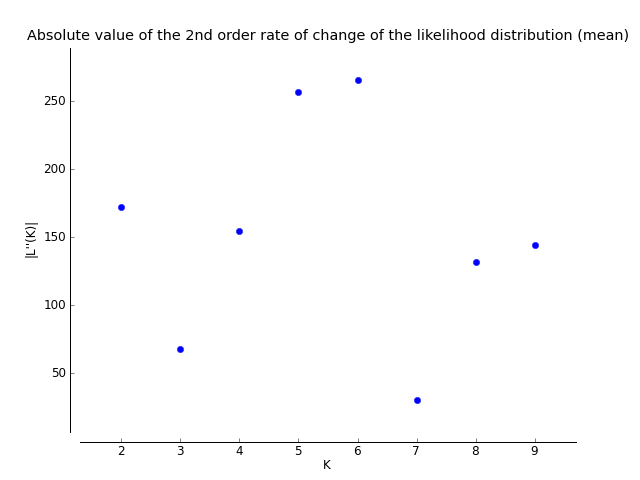 Absolute value of the 2nd order rate of change of the likelihood distribution (mean)
250
200
150
100
50
|L''(K)|
2 3 4 5 6 7 8 9
K